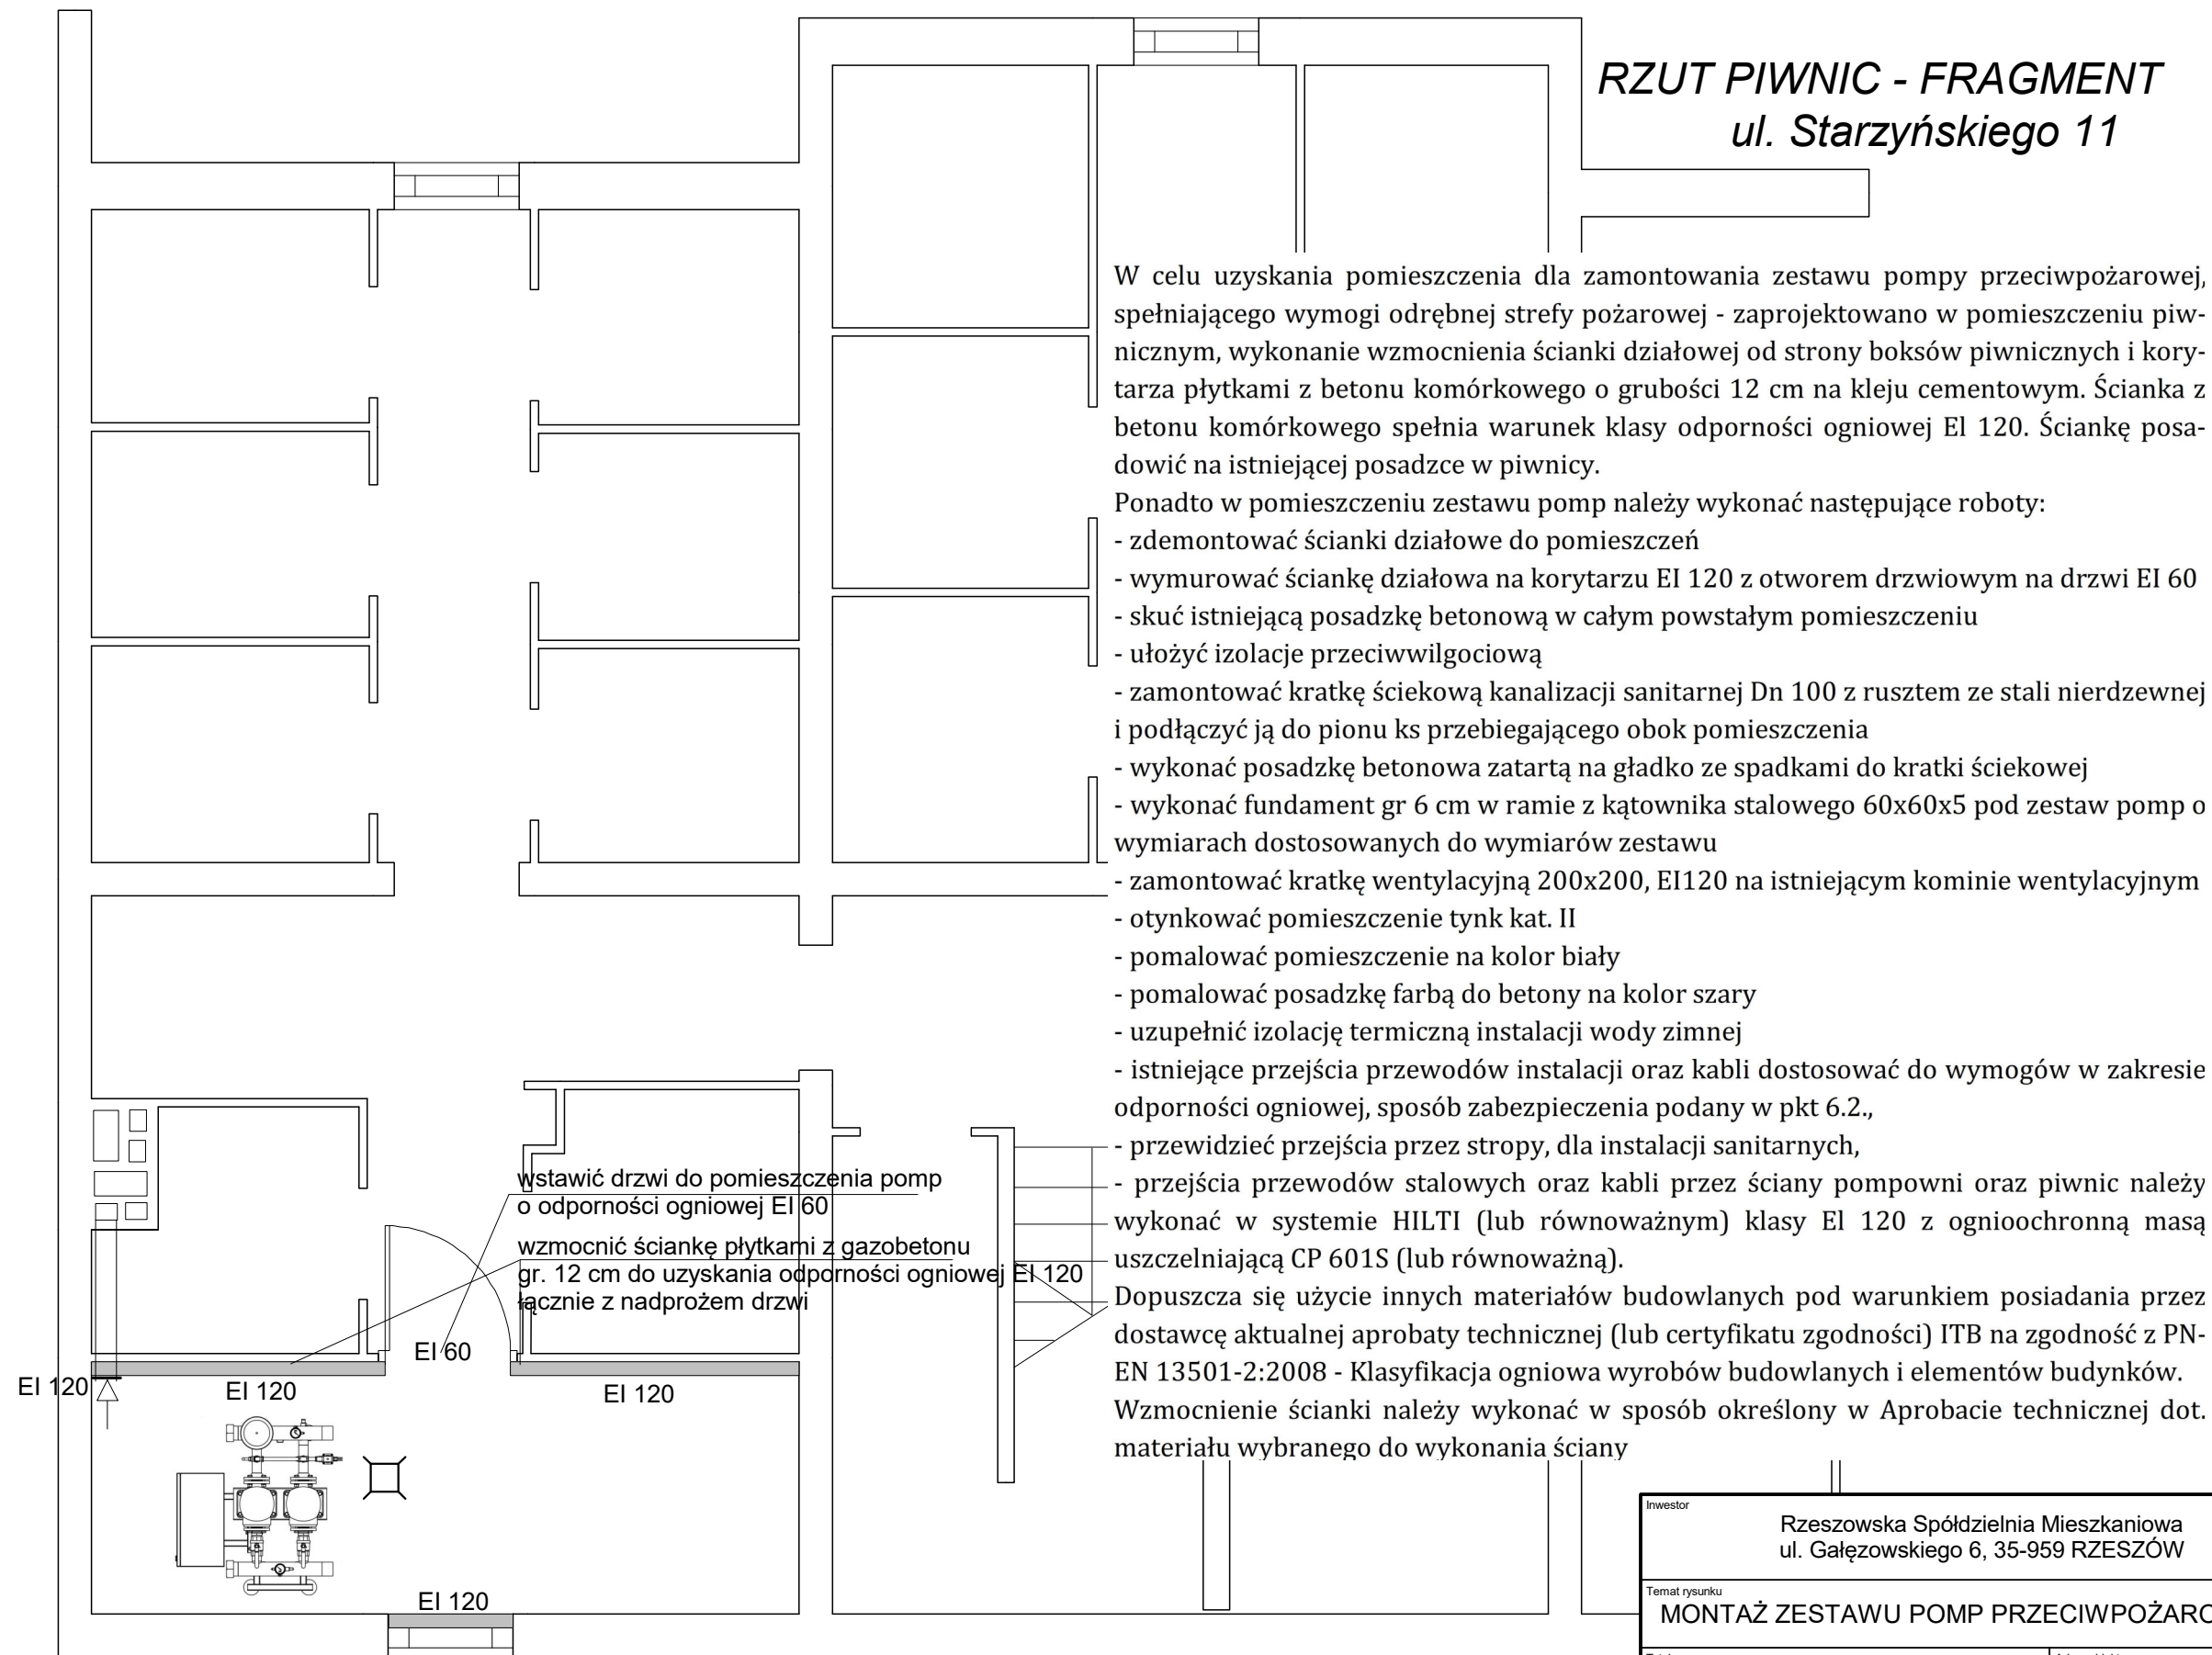 RZUT PIWNIC - FRAGMENT
ul. Starzyńskiego 11
W celu uzyskania pomieszczenia dla zamontowania zestawu pompy przeciwpożarowej,
spełniającego wymogi odrębnej strefy pożarowej - zaprojektowano w pomieszczeniu piw-
nicznym, wykonanie wzmocnienia ścianki działowej od strony boksów piwnicznych i kory-
tarza płytkami z betonu komórkowego o grubości 12 cm na kleju cementowym. Ścianka z
betonu komórkowego spełnia warunek klasy odporności ogniowej El 120. Ściankę posa-
dowić na istniejącej posadzce w piwnicy.
Ponadto w pomieszczeniu zestawu pomp należy wykonać następujące roboty:
- zdemontować ścianki działowe do pomieszczeń
- wymurować ściankę działowa na korytarzu EI 120 z otworem drzwiowym na drzwi EI 60
- skuć istniejącą posadzkę betonową w całym powstałym pomieszczeniu
- ułożyć izolacje przeciwwilgociową
- zamontować kratkę ściekową kanalizacji sanitarnej Dn 100 z rusztem ze stali nierdzewnej
i podłączyć ją do pionu ks przebiegającego obok pomieszczenia
- wykonać posadzkę betonowa zatartą na gładko ze spadkami do kratki ściekowej
- wykonać fundament gr 6 cm w ramie z kątownika stalowego 60x60x5 pod zestaw pomp o
wymiarach dostosowanych do wymiarów zestawu
- zamontować kratkę wentylacyjną 200x200, EI120 na istniejącym kominie wentylacyjnym
- otynkować pomieszczenie tynk kat. II
- pomalować pomieszczenie na kolor biały
- pomalować posadzkę farbą do betony na kolor szary
- uzupełnić izolację termiczną instalacji wody zimnej
- istniejące przejścia przewodów instalacji oraz kabli dostosować do wymogów w zakresie
odporności ogniowej, sposób zabezpieczenia podany w pkt 6.2.,
- przewidzieć przejścia przez stropy, dla instalacji sanitarnych,
- przejścia przewodów stalowych oraz kabli przez ściany pompowni oraz piwnic należy
wykonać w systemie HILTI (lub równoważnym) klasy El 120 z ognioochronną masą
uszczelniającą CP 601S (lub równoważną).
Dopuszcza się użycie innych materiałów budowlanych pod warunkiem posiadania przez
dostawcę aktualnej aprobaty technicznej (lub certyfikatu zgodności) ITB na zgodność z PN-
EN 13501-2:2008 - Klasyfikacja ogniowa wyrobów budowlanych i elementów budynków.
Wzmocnienie ścianki należy wykonać w sposób określony w Aprobacie technicznej dot.
materiału wybranego do wykonania ściany
wstawić drzwi do pomieszczenia pomp
o odporności ogniowej EI 60
wzmocnić ściankę płytkami z gazobetonu
gr. 12 cm do uzyskania odporności ogniowej EI 120
łącznie z nadprożem drzwi
EI 60
EI 120
EI 120
EI 120
EI 120
Inwestor
Rzeszowska Spółdzielnia Mieszkaniowa
ul. Gałęzowskiego 6, 35-959 RZESZÓW
Temat rysunku
MONTAŻ ZESTAWU POMP